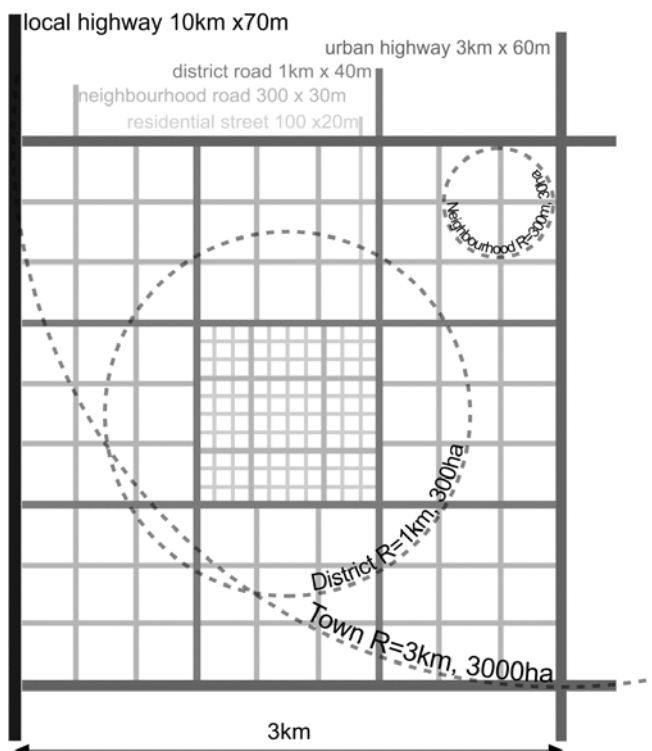 local highway 10km x70m
urban highway 3km x 60m
district road 1km x 40m
neighbourhood road 300 x 30m
residential street 100 x20m
Neighbourhood R=300m, 30ha
District R=1km, 300ha
Town R=3km, 3000ha
3km